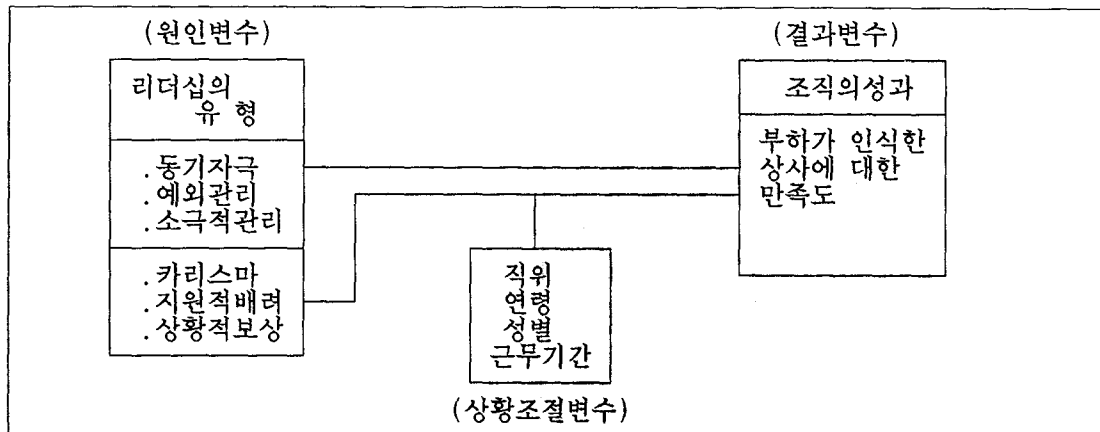 (원인변수)
리더십의
유 형
.동기자극
.예외관리
.소극적관리
.카리스마
.지원적배려
.상황적보상
직위
연령
성별
근무기간
(상황조절변수)
(결과변수)
조직의성과
부하가 인식한
상사에 대한
만족도